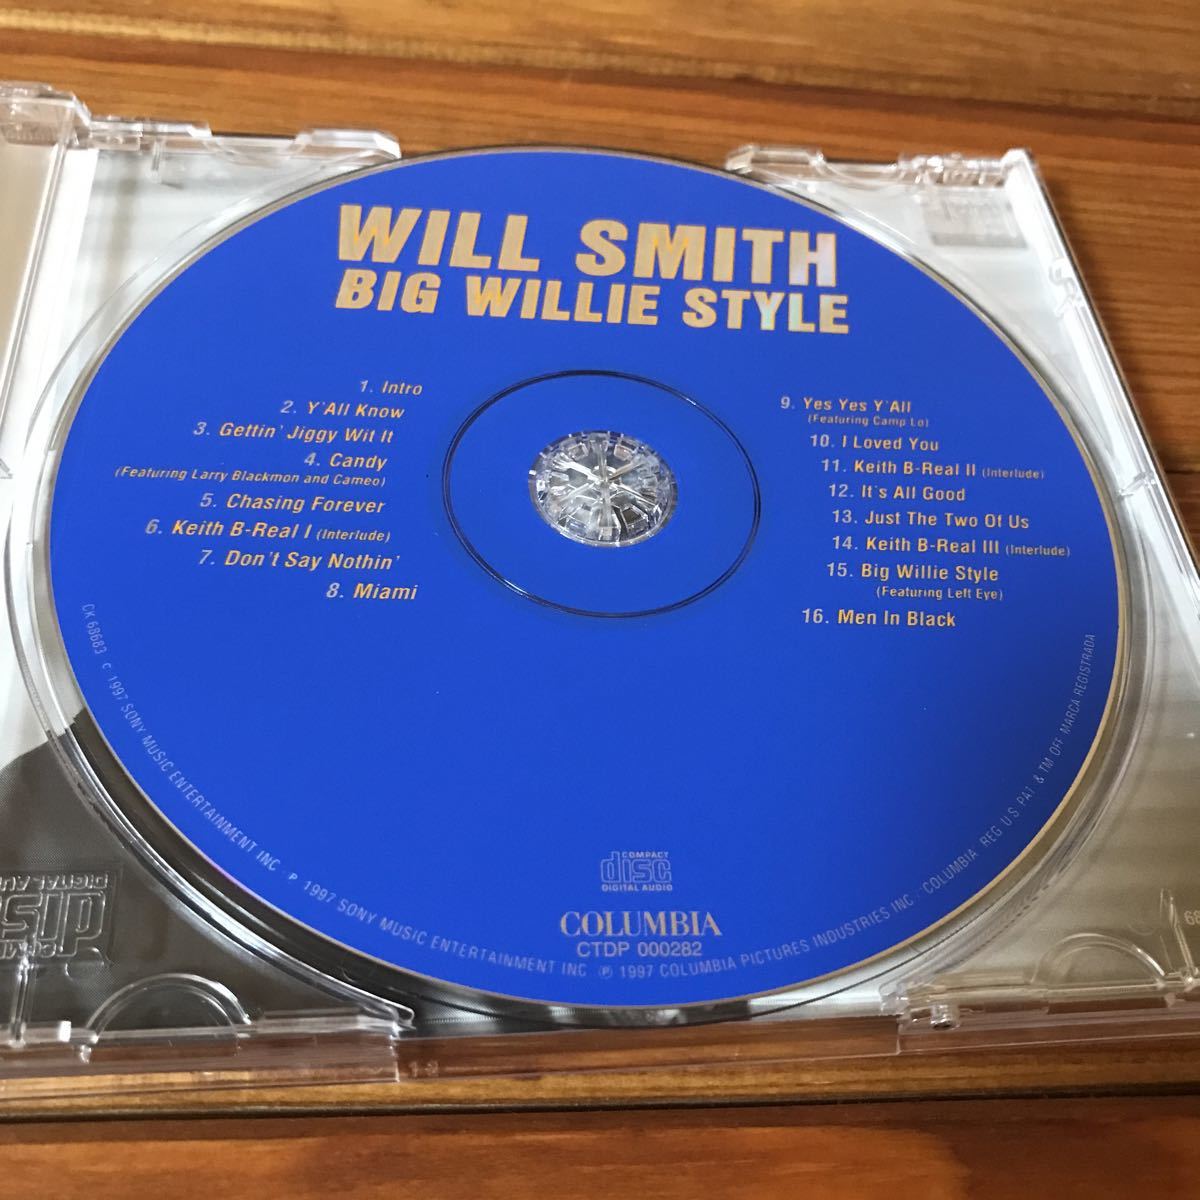 WILL SMITH
BIG WILLIE STYLE
1. Intro
2. Y'All Know
3. Gettin' Jiggy Wit It
4. Candy
(Featuring Larry Blackmon and Cameo)
5. Chasing Forever
6. Keith B-Real I (Interlude)
7. Don't Say Nothin'
8. Miami
9. Yes Yes Y'All
(Featuring Camp Lo)
10. I Loved You
11. Keith B-Real II (Interlude)
12. It's All Good
13. Just The Two Of Us
14. Keith B-Real III (Interlude)
15. Big Willie Style
(Featuring Left Eye)
16. Men In Black
COMPACT
disc
DIGITAL AUDIO
COLUMBIA
CTDP 000282
CK 68683 © 1997 SONY MUSIC ENTERTAINMENT INC. ℗ 1997 SONY MUSIC ENTERTAINMENT INC. ℗ 1997 COLUMBIA PICTURES INDUSTRIES INC. COLUMBIA REG. U.S. PAT. & TM. OFF. MARCA REGISTRADA
disc